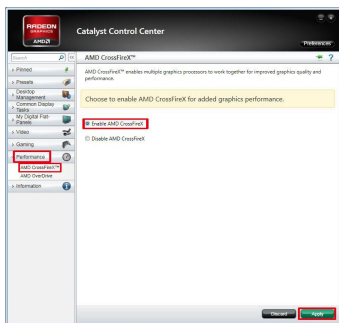 RADEON
GRAPHICS
AMD
Catalyst Control Center
Preferences
Search
AMD CrossFireX™
Pinned
Presets
Desktop
Management
Common Display
Tasks
My Digital Flat-
Panels
Video
Gaming
Performance
AMD CrossFireX™
AMD OverDrive
Information
AMD CrossFireX™ enables multiple graphics processors to work together for improved graphics quality and
performance.
Choose to enable AMD CrossFireX for added graphics performance.
Enable AMD CrossFireX
Disable AMD CrossFireX
Discard
Apply